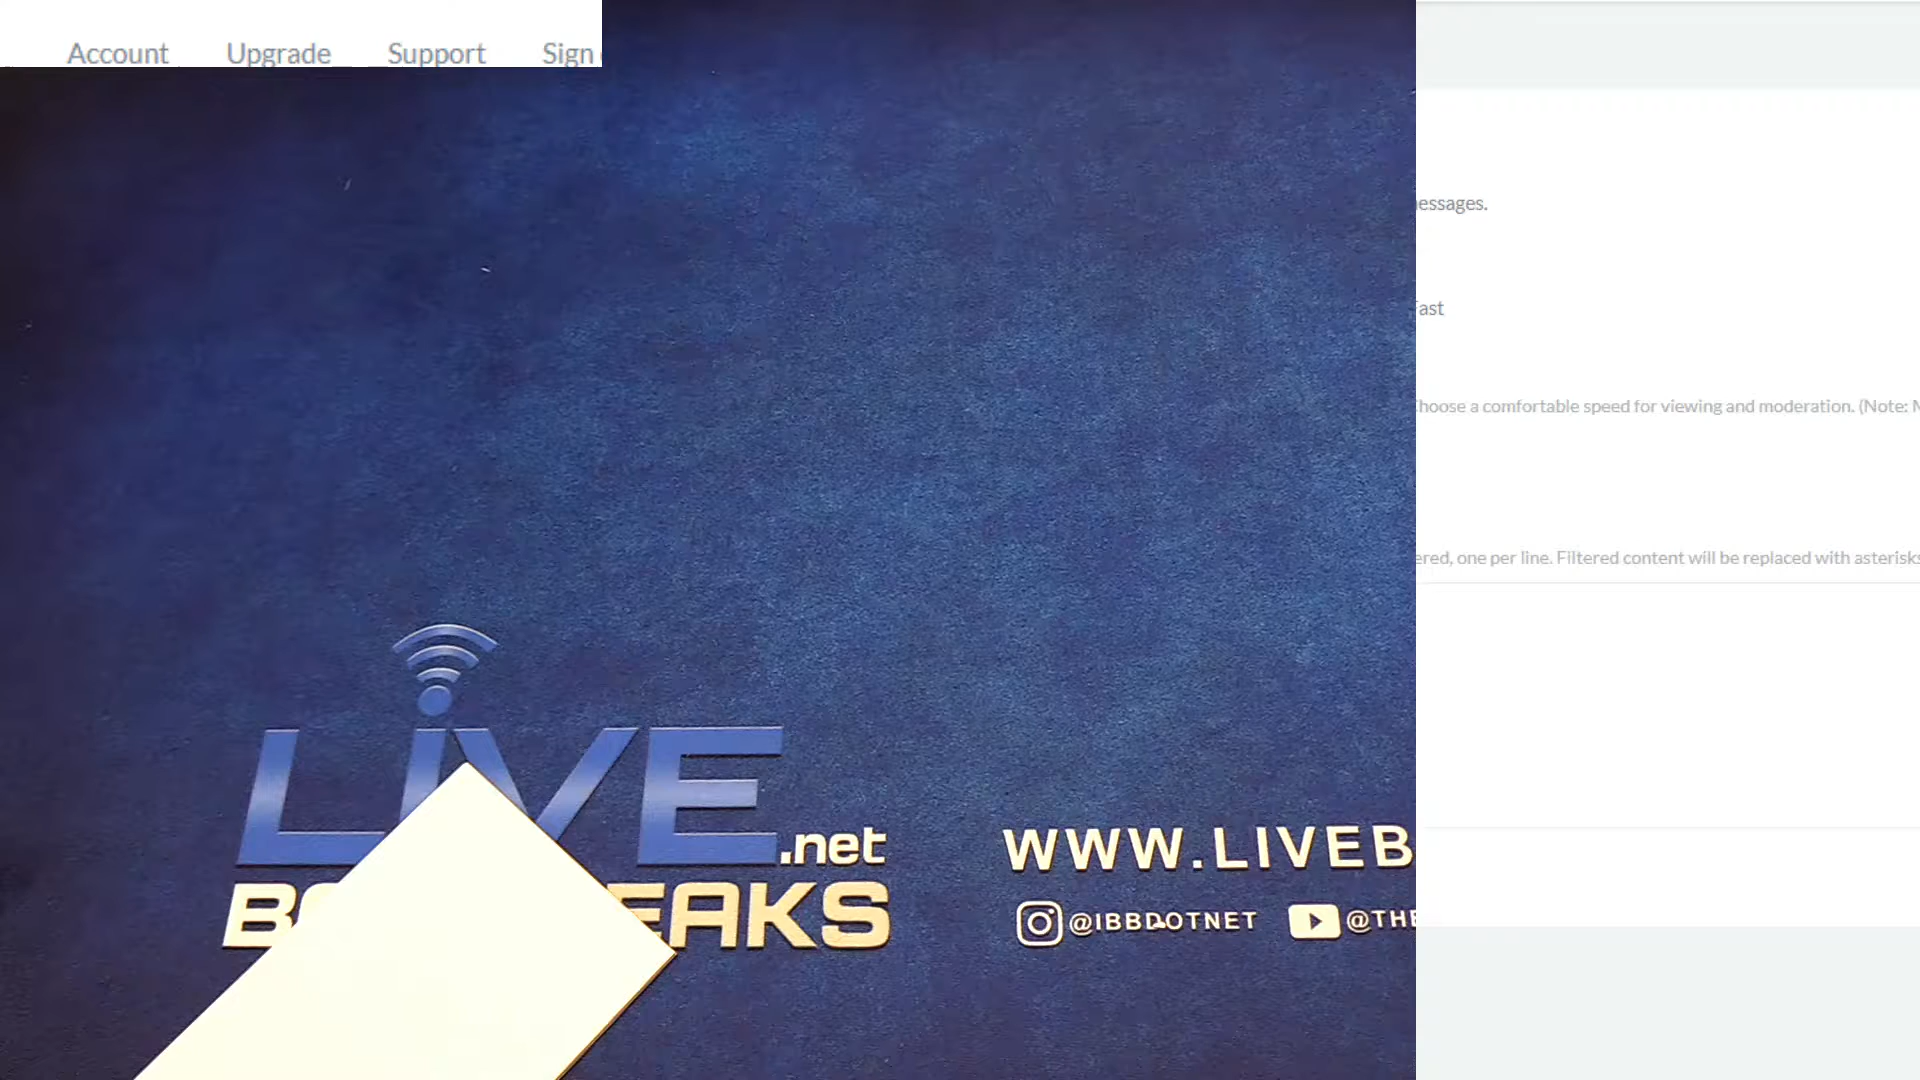 Account Upgrade Support Sign
essages.
ast
hoose a comfortable speed for viewing and moderation. (Note:
ered, one per line. Filtered content will be replaced with asterisks
LIVE.net
EAKS
WWW.LIVEB
@IBBDOTNET @THE